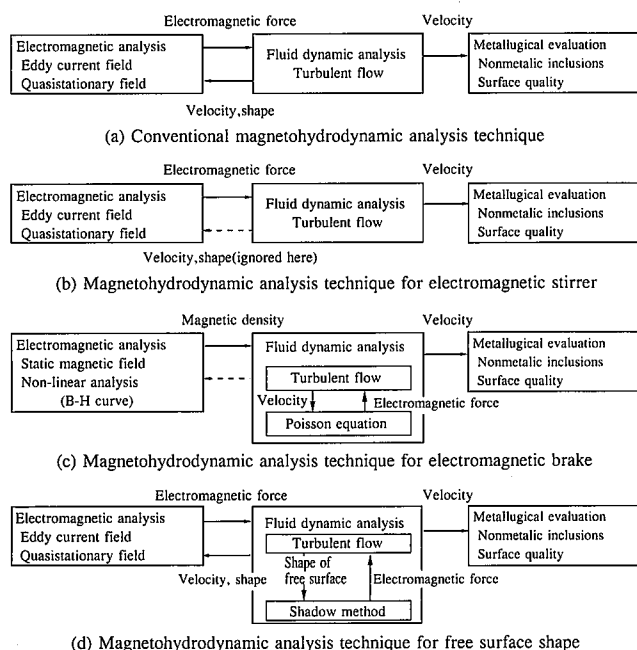 Electromagnetic force
Velocity
Electromagnetic analysis
Eddy current field
Quasistationary field
Fluid dynamic analysis
Turbulent flow
Metallugical evaluation
Nonmetallic inclusions
Surface quality
Velocity,shape
(a) Conventional magnetohydrodynamic analysis technique
Electromagnetic force
Velocity
Electromagnetic analysis
Eddy current field
Quasistationary field
Fluid dynamic analysis
Turbulent flow
Metallugical evaluation
Nonmetalic inclusions
Surface quality
Velocity,shape(ignored here)
(b) Magnetohydrodynamic analysis technique for electromagnetic stirrer
Magnetic density
Velocity
Electromagnetic analysis
Static magnetic field
Non-linear analysis
(B-H curve)
Fluid dynamic analysis
Turbulent flow
Velocity
Electromagnetic force
Poisson equation
Metallugical evaluation
Nonmetallic inclusions
Surface quality
(c) Magnetohydrodynamic analysis technique for electromagnetic brake
Electromagnetic force
Velocity
Electromagnetic analysis
Eddy current field
Quasistationary field
Velocity, shape
Fluid dynamic analysis
Turbulent flow
Shape of
free surface
Electromagnetic force
Shadow method
Metallugical evaluation
Nonmetallic inclusions
Surface quality
(d) Magnetohydrodynamic analysis technique for free surface shape